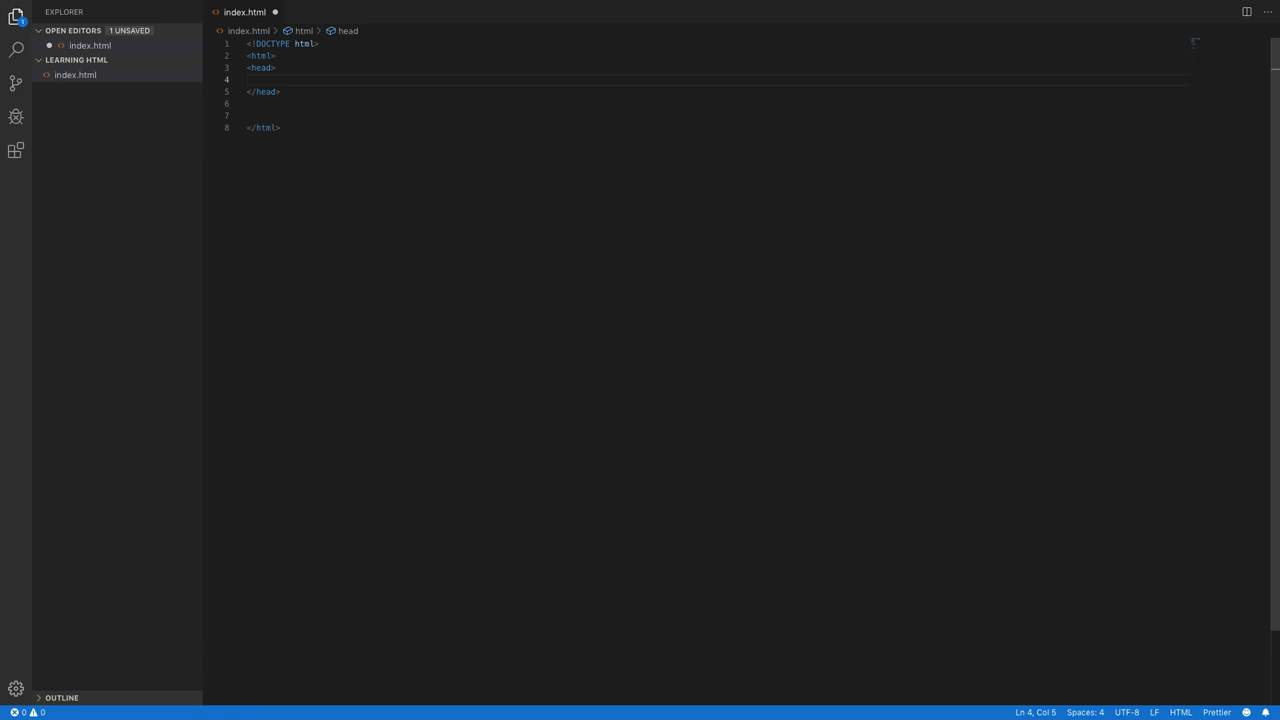 EXPLORER
OPEN EDITORS 1 UNSAVED
index.html
LEARNING HTML
index.html
OUTLINE
index.html
index.html > html > head
1 <!DOCTYPE html>
2 <html>
3 <head>
4
5 </head>
6
7
8 </html>
1
0 0
Ln 4, Col 5 Spaces: 4 UTF-8 LF HTML Prettier